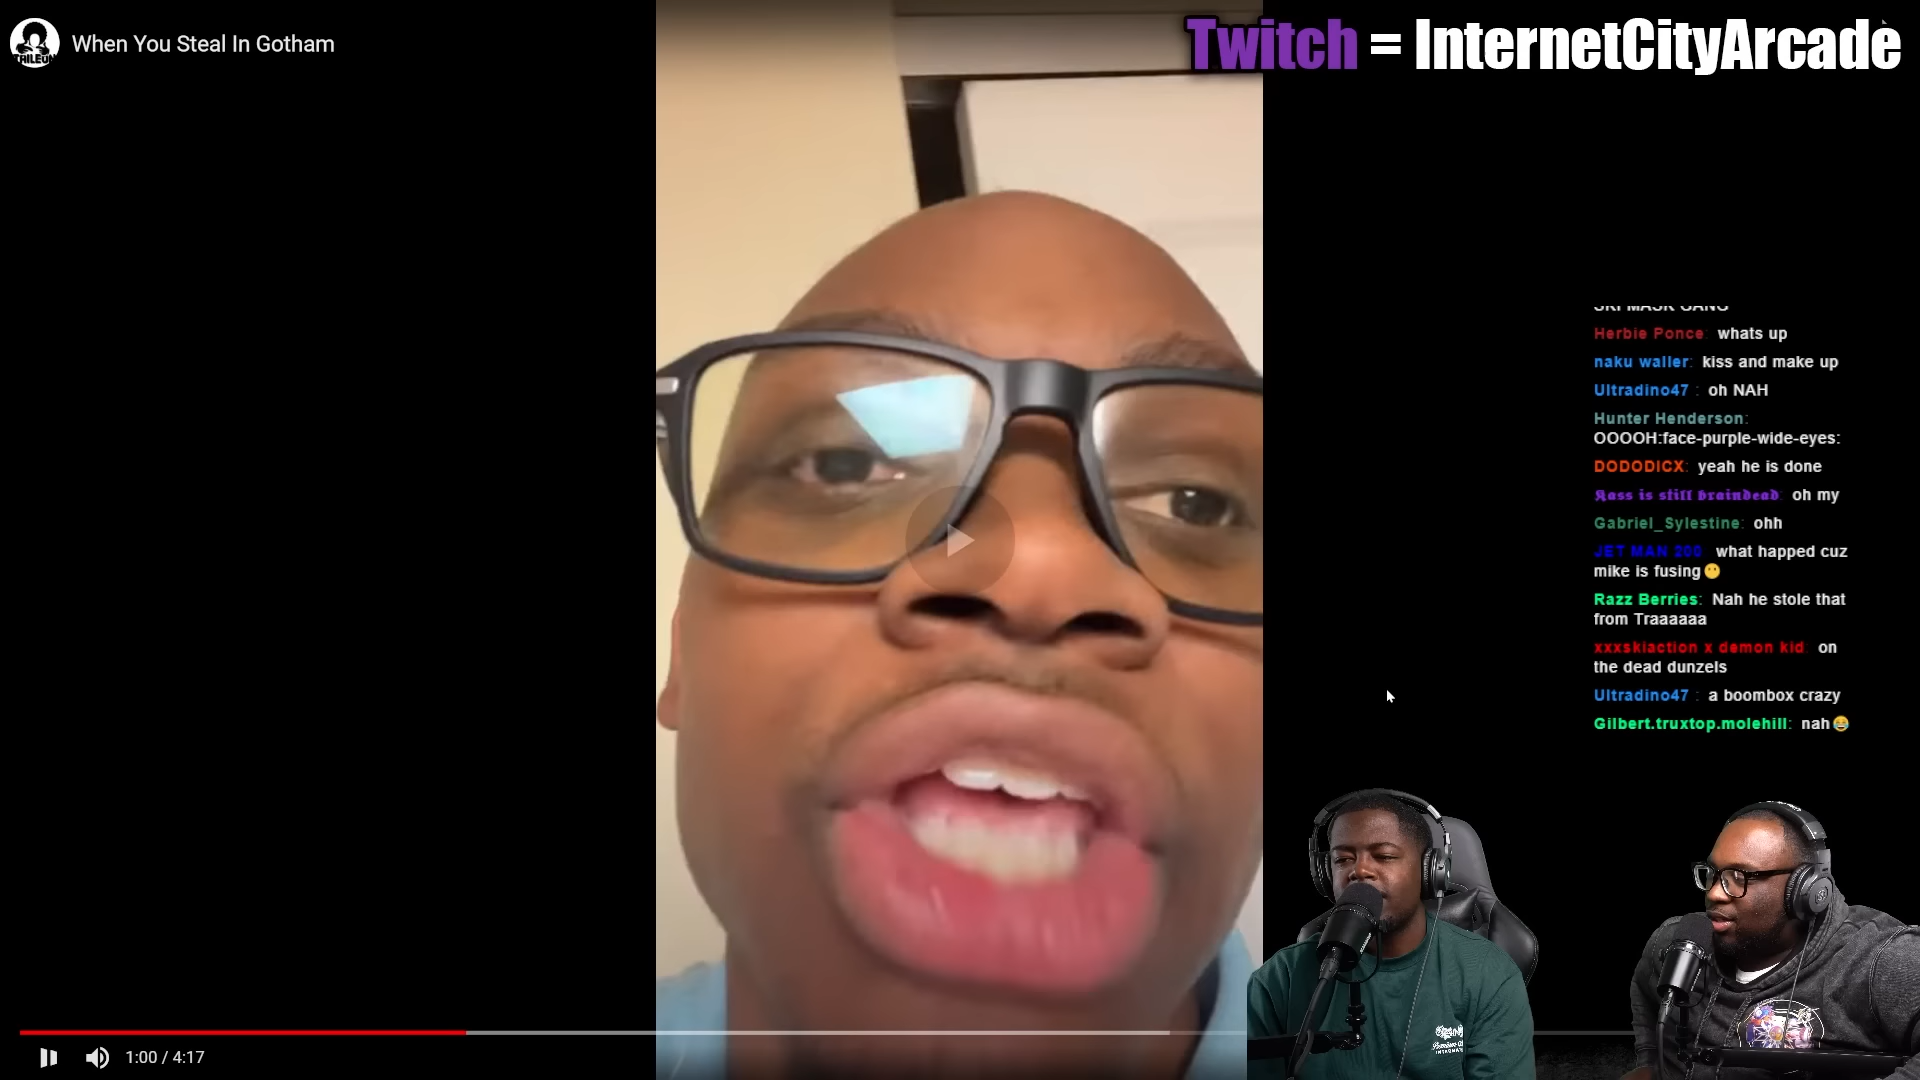 When You Steal In Gotham
Twitch = InternetCityArcade
SKI MASK GANG
Herbie Ponce: whats up
naku waller: kiss and make up
Ultradino47 : oh NAH
Hunter Henderson:
OOOOH:face-purple-wide-eyes:
DODODICX: yeah he is done
𝕽ass is still braindead: oh my
Gabriel_Sylestine: ohh
JET MAN 200 what happed cuz
mike is fusing😶
Razz Berries: Nah he stole that
from Traaaaaa
xxxskiaction x demon kid on
the dead dunzels
Ultradino47 : a boombox crazy
Gilbert.truxtop.molehill: nah😂
1:00 / 4:17